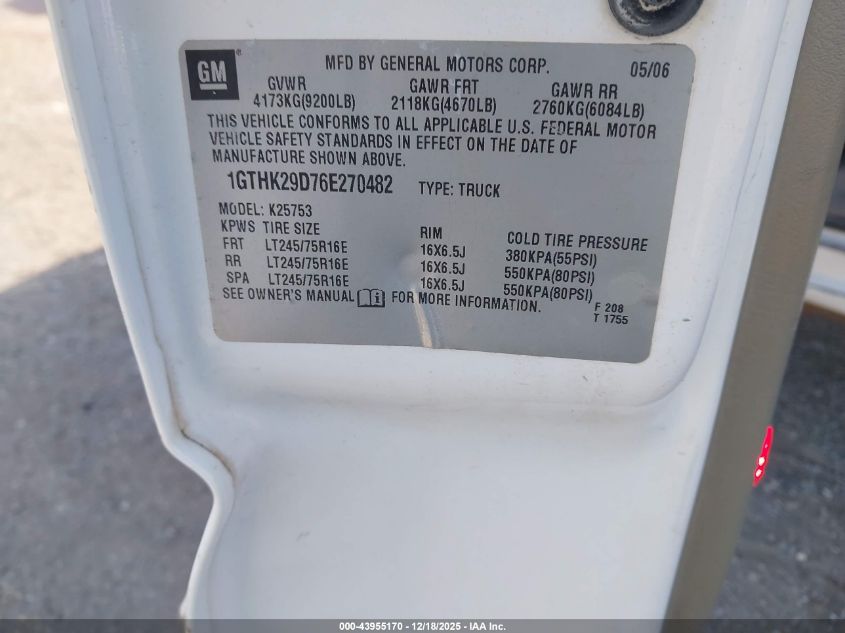 GM
MFD BY GENERAL MOTORS CORP. 05/06
GVWR GAWR FRT GAWR RR
4173KG(9200LB) 2118KG(4670LB) 2760KG(6084LB)
THIS VEHICLE CONFORMS TO ALL APPLICABLE U.S. FEDERAL MOTOR
VEHICLE SAFETY STANDARDS IN EFFECT ON THE DATE OF
MANUFACTURE SHOWN ABOVE.
1GTHK29D76E270482 TYPE: TRUCK
MODEL: K25753
KPWS TIRE SIZE RIM COLD TIRE PRESSURE
FRT LT245/75R16E 16X6.5J 380KPA(55PSI)
RR LT245/75R16E 16X6.5J 550KPA(80PSI)
SPA LT245/75R16E 16X6.5J 550KPA(80PSI)
SEE OWNER'S MANUAL FOR MORE INFORMATION.
F 208
T 1755
000-43955170 - 12/18/2025 - IAA Inc.